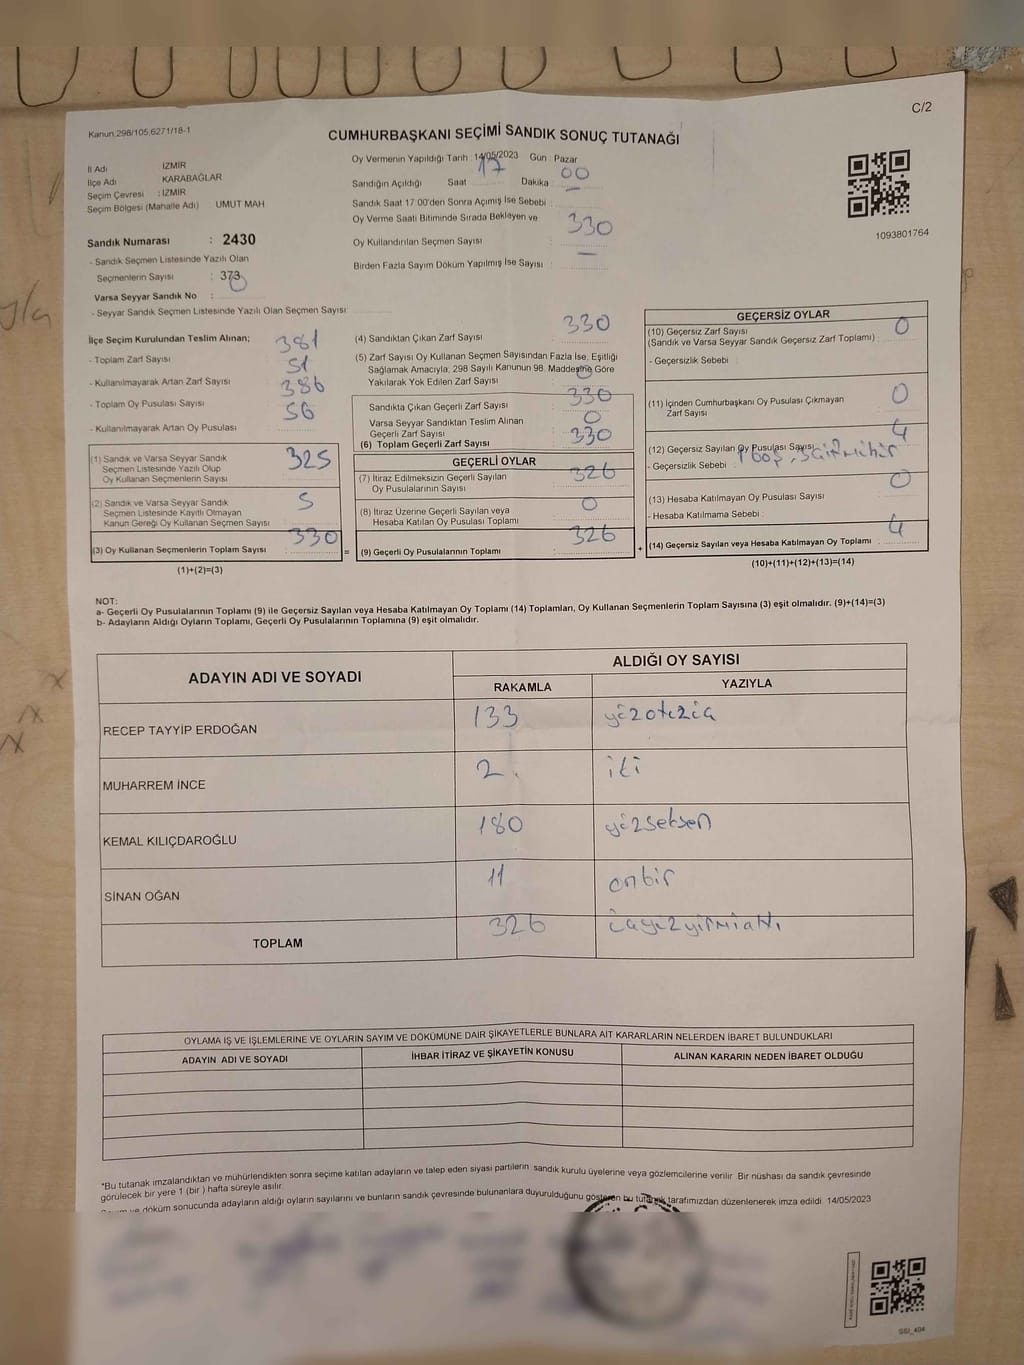 C/2
Kanun 298/105,6271/18-1
CUMHURBAŞKANI SEÇİMİ SANDIK SONUÇ TUTANAĞI
İl Adı İZMİR
İlçe Adı KARABAĞLAR
Seçim Çevresi : İZMİR
Seçim Bölgesi (Mahalle Adı) UMUT MAH
Sandık Numarası : 2430
- Sandık Seçmen Listesinde Yazılı Olan
Seçmenlerin Sayısı : 373
Varsa Seyyar Sandık No : 0
- Seyyar Sandık Seçmen Listesinde Yazılı Olan Seçmen Sayısı
Oy Vermenin Yapıldığı Tarih : 14/05/2023 Gün : Pazar
Sandığın Açıldığı Saat 17 Dakika 00
Sandık Saat 17:00'den Sonra Açımış İse Sebebi : —
Oy Verme Saati Bitiminde Sırada Bekleyen ve
Oy Kullandırılan Seçmen Sayısı 330
Birden Fazla Sayım Döküm Yapılmış İse Sayısı : —
1093801764
İlçe Seçim Kurulundan Teslim Alınan;
- Toplam Zarf Sayısı 381
- Kullanılmayarak Artan Zarf Sayısı 51
- Toplam Oy Pusulası Sayısı 386
- Kullanılmayarak Artan Oy Pusulası 56
(1) Sandık ve Varsa Seyyar Sandık
Seçmen Listesinde Yazılı Olup
Oy Kullanan Seçmenlerin Sayısı 325
(2) Sandık ve Varsa Seyyar Sandık
Seçmen Listesinde Kayıtlı Olmayan
Kanun Gereği Oy Kullanan Seçmen Sayısı 5
(3) Oy Kullanan Seçmenlerin Toplam Sayısı 330 =
(1)+(2)=(3)
(4) Sandıktan Çıkan Zarf Sayısı 330
(5) Zarf Sayısı Oy Kullanan Seçmen Sayısından Fazla İse, Eşitliği
Sağlamak Amacıyla, 298 Sayılı Kanunun 98. Maddesine Göre
Yakılarak Yok Edilen Zarf Sayısı 0
Sandıkta Çıkan Geçerli Zarf Sayısı 330
Varsa Seyyar Sandıktan Teslim Alınan
Geçerli Zarf Sayısı 0
(6) Toplam Geçerli Zarf Sayısı 330
GEÇERLİ OYLAR
(7) İtiraz Edilmeksizin Geçerli Sayılan
Oy Pusulalarının Sayısı 326
(8) İtiraz Üzerine Geçerli Sayılan veya
Hesaba Katılan Oy Pusulası Toplamı 0
(9) Geçerli Oy Pusulalarının Toplamı 326 +
GEÇERSİZ OYLAR
(10) Geçersiz Zarf Sayısı
(Sandık ve Varsa Seyyar Sandık Geçersiz Zarf Toplamı) : 0
- Geçersizlik Sebebi :
(11) İçinden Cumhurbaşkanı Oy Pusulası Çıkmayan
Zarf Sayısı 0
(12) Geçersiz Sayılan Oy Pusulası Sayısı 4
- Geçersizlik Sebebi : 1 boş, 3 çift mühür
(13) Hesaba Katılmayan Oy Pusulası Sayısı 0
- Hesaba Katılmama Sebebi :
(14) Geçersiz Sayılan veya Hesaba Katılmayan Oy Toplamı : 4
(10)+(11)+(12)+(13)=(14)
NOT:
a- Geçerli Oy Pusulalarının Toplamı (9) ile Geçersiz Sayılan veya Hesaba Katılmayan Oy Toplamı (14) Toplamları, Oy Kullanan Seçmenlerin Toplam Sayısına (3) eşit olmalıdır. (9)+(14)=(3)
b- Adayların Aldığı Oyların Toplamı, Geçerli Oy Pusulalarının Toplamına (9) eşit olmalıdır.
ADAYIN ADI VE SOYADI ALDIĞI OY SAYISI
RAKAMLA YAZIYLA
RECEP TAYYİP ERDOĞAN 133 yüzotuzüç
MUHARREM İNCE 2 iki
KEMAL KILIÇDAROĞLU 180 yüzseksen
SİNAN OĞAN 11 onbir
TOPLAM 326 üçyüzyirmialtı
OYLAMA İŞ VE İŞLEMLERİNE VE OYLARIN SAYIM VE DÖKÜMÜNE DAİR ŞİKAYETLERLE BUNLARA AİT KARARLARIN NELERDEN İBARET BULUNDUKLARI
ADAYIN ADI VE SOYADI İHBAR İTİRAZ VE ŞİKAYETİN KONUSU ALINAN KARARIN NEDEN İBARET OLDUĞU
*Bu tutanak imzalandıktan ve mühürlendikten sonra seçime katılan adayların ve talep eden siyasi partilerin sandık kurulu üyelerine veya gözlemcilerine verilir. Bir nüshası da sandık çevresinde
görülecek bir yere 1 (bir ) hafta süreyle asılır.
döküm sonucunda adayların aldığı oyların sayılarını ve bunların sandık çevresinde bulunanlara duyurulduğunu gösteren bu tutanak tarafımızdan düzenlenerek imza edildi. 14/05/2023
SSİ_404